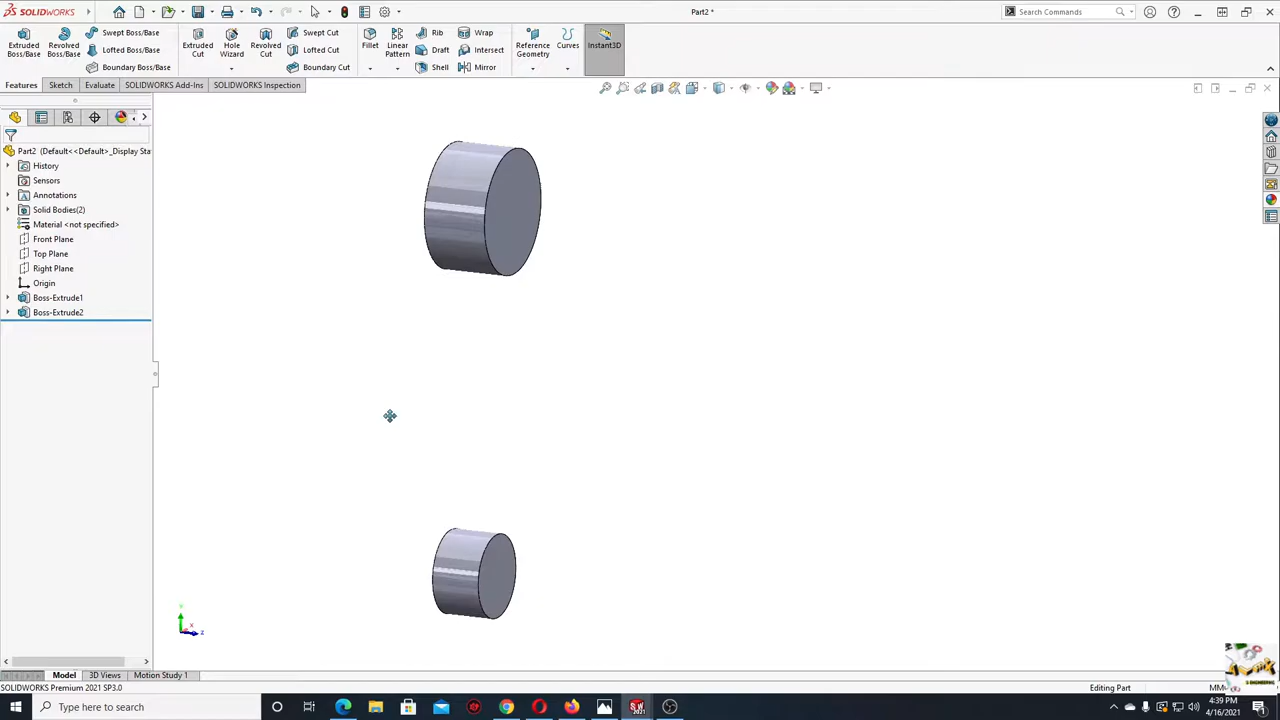 SOLIDWORKS
Part2 *
Search Commands
Extruded Boss/Base
Revolved Boss/Base
Swept Boss/Base
Lofted Boss/Base
Boundary Boss/Base
Extruded Cut
Hole Wizard
Revolved Cut
Swept Cut
Lofted Cut
Boundary Cut
Fillet
Linear Pattern
Rib
Draft
Shell
Wrap
Intersect
Mirror
Reference Geometry
Curves
Instant3D
Features Sketch Evaluate SOLIDWORKS Add-Ins SOLIDWORKS Inspection
Part2 (Default<<Default>_Display Sta
History
Sensors
Annotations
Solid Bodies(2)
Material <not specified>
Front Plane
Top Plane
Right Plane
Origin
Boss-Extrude1
Boss-Extrude2
Y
X
Z
Model 3D Views Motion Study 1
SOLIDWORKS Premium 2021 SP3.0
Editing Part
Type here to search
4:39 PM
4/16/2021